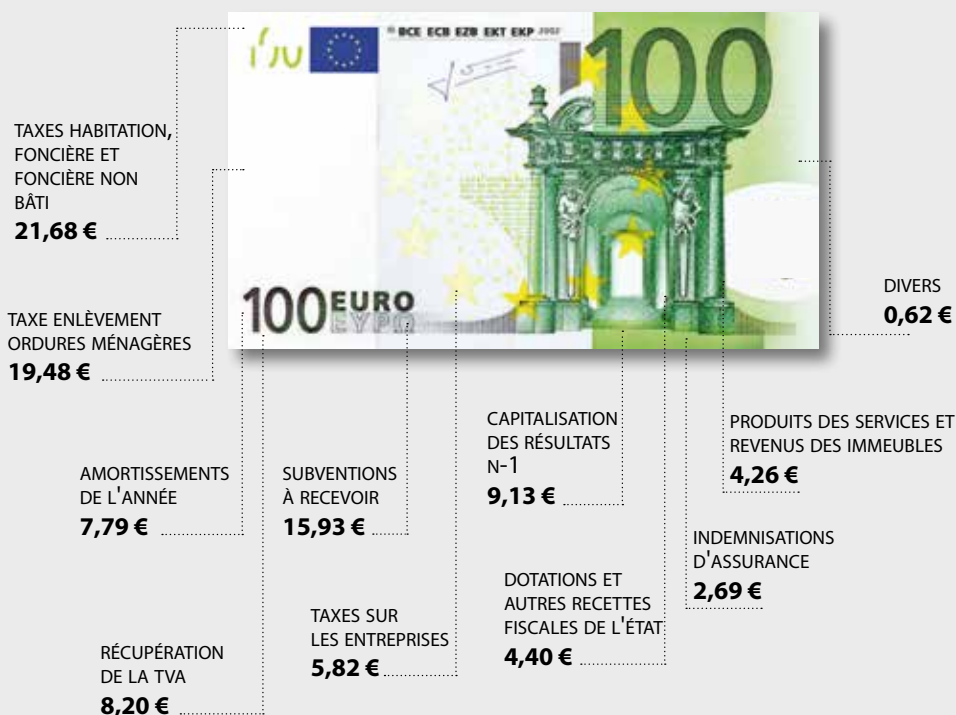 © BCE ECB EZB EKT EKP 2002
100
TAXES HABITATION,
FONCIÈRE ET
FONCIÈRE NON
BÂTI
21,68 €
100 EURO
ΕΥΡΩ
DIVERS
0,62 €
TAXE ENLÈVEMENT
ORDURES MÉNAGÈRES
19,48 €
CAPITALISATION
DES RÉSULTATS
N-1
9,13 €
PRODUITS DES SERVICES ET
REVENUS DES IMMEUBLES
4,26 €
AMORTISSEMENTS
DE L'ANNÉE
7,79 €
SUBVENTIONS
À RECEVOIR
15,93 €
INDEMNISATIONS
D'ASSURANCE
2,69 €
DOTATIONS ET
AUTRES RECETTES
FISCALES DE L'ÉTAT
4,40 €
TAXES SUR
LES ENTREPRISES
5,82 €
RÉCUPÉRATION
DE LA TVA
8,20 €